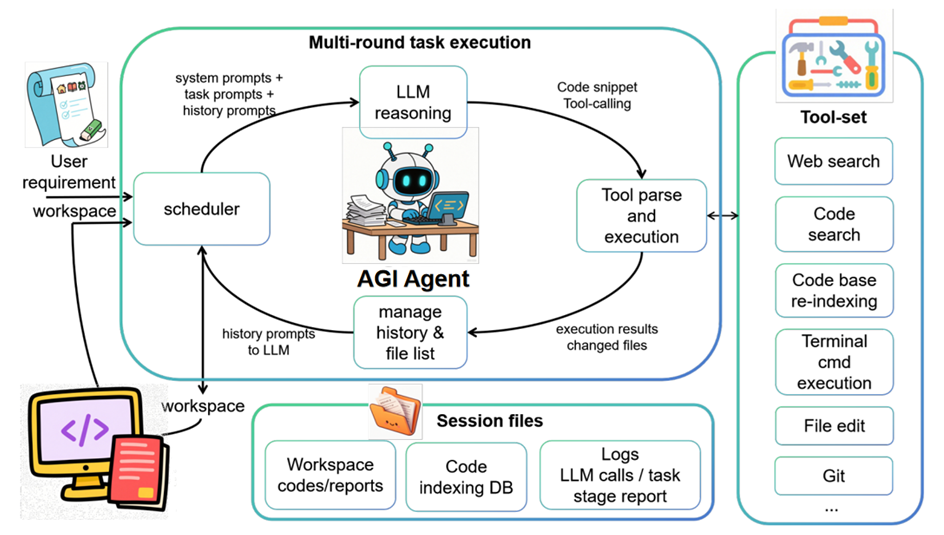 Multi-round task execution
system prompts +
task prompts +
history prompts
LLM
reasoning
Code snippet
Tool-calling
User
requirement
workspace
scheduler
Tool parse
and
execution
AGI Agent
manage
history &
file list
history prompts
to LLM
execution results
changed files
workspace
</>
Session files
Workspace
codes/reports
Code
indexing DB
Logs
LLM calls / task
stage report
Tool-set
Web search
Code
search
Code base
re-indexing
Terminal
cmd
execution
File edit
Git
...